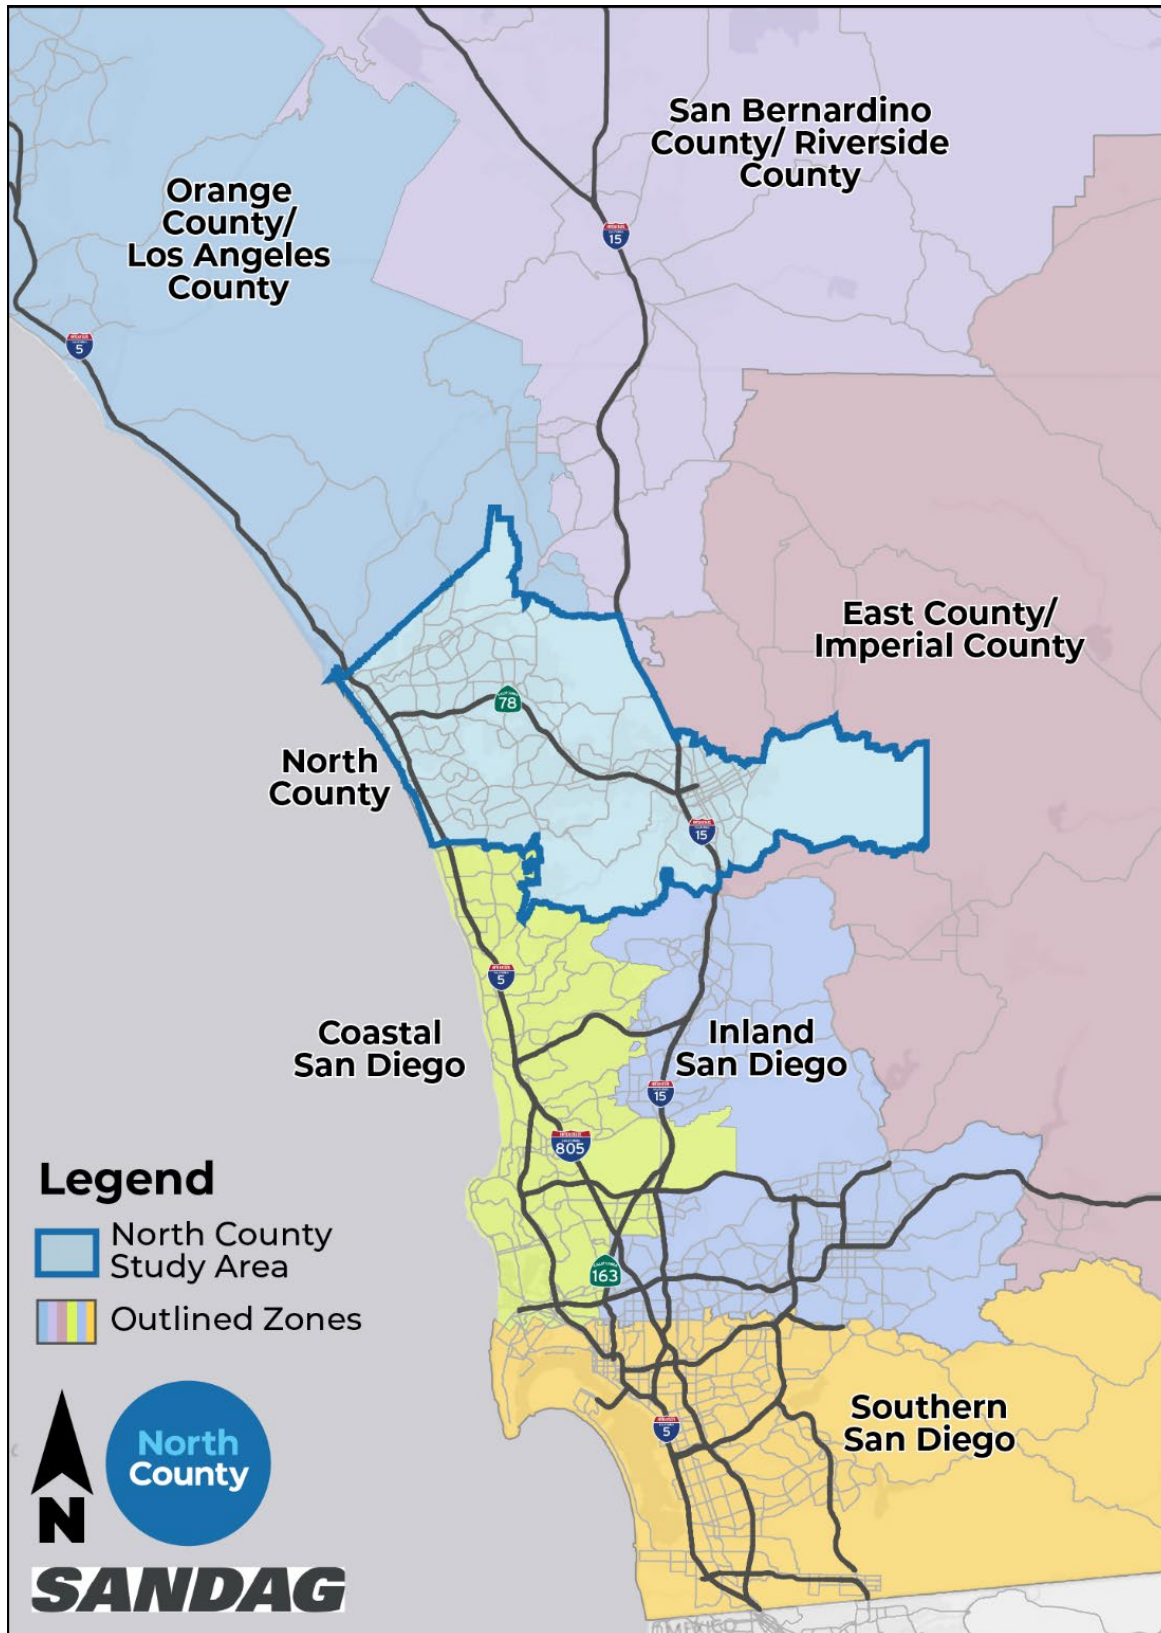 San Bernardino
County/ Riverside
County
Orange
County/
Los Angeles
County
15
5
East County/
Imperial County
78
North
County
15
5
Coastal
San Diego
Inland
San Diego
15
805
Legend
North County
Study Area
163
Outlined Zones
Southern
San Diego
5
North
County
N
SANDAG
MEXICO